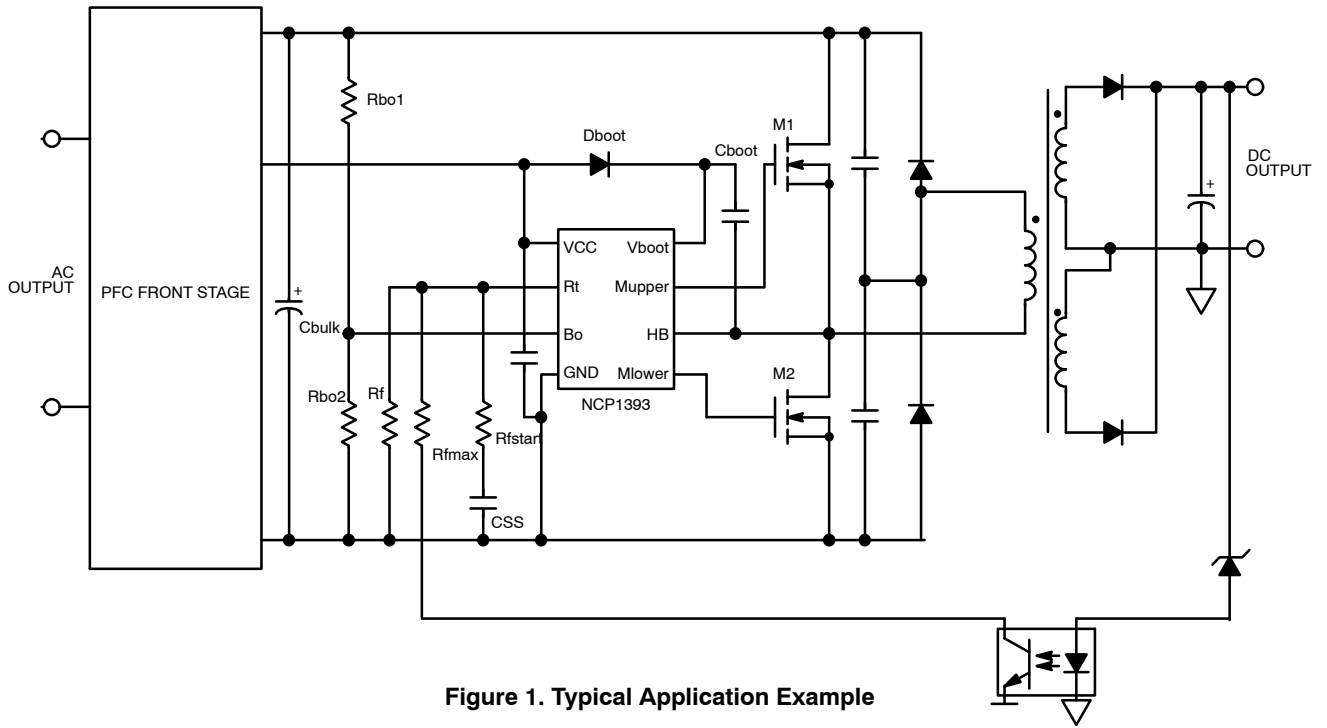 Rbo1
Dboot
Cboot
M1
VCC
Vboot
DC
OUTPUT
AC
OUTPUT
PFC FRONT STAGE
+
Cbulk
Rt
Mupper
Bo
HB
GND
Mlower
NCP1393
M2
+
Rbo2
Rf
Rfmax
Rfstart
CSS
Figure 1. Typical Application Example